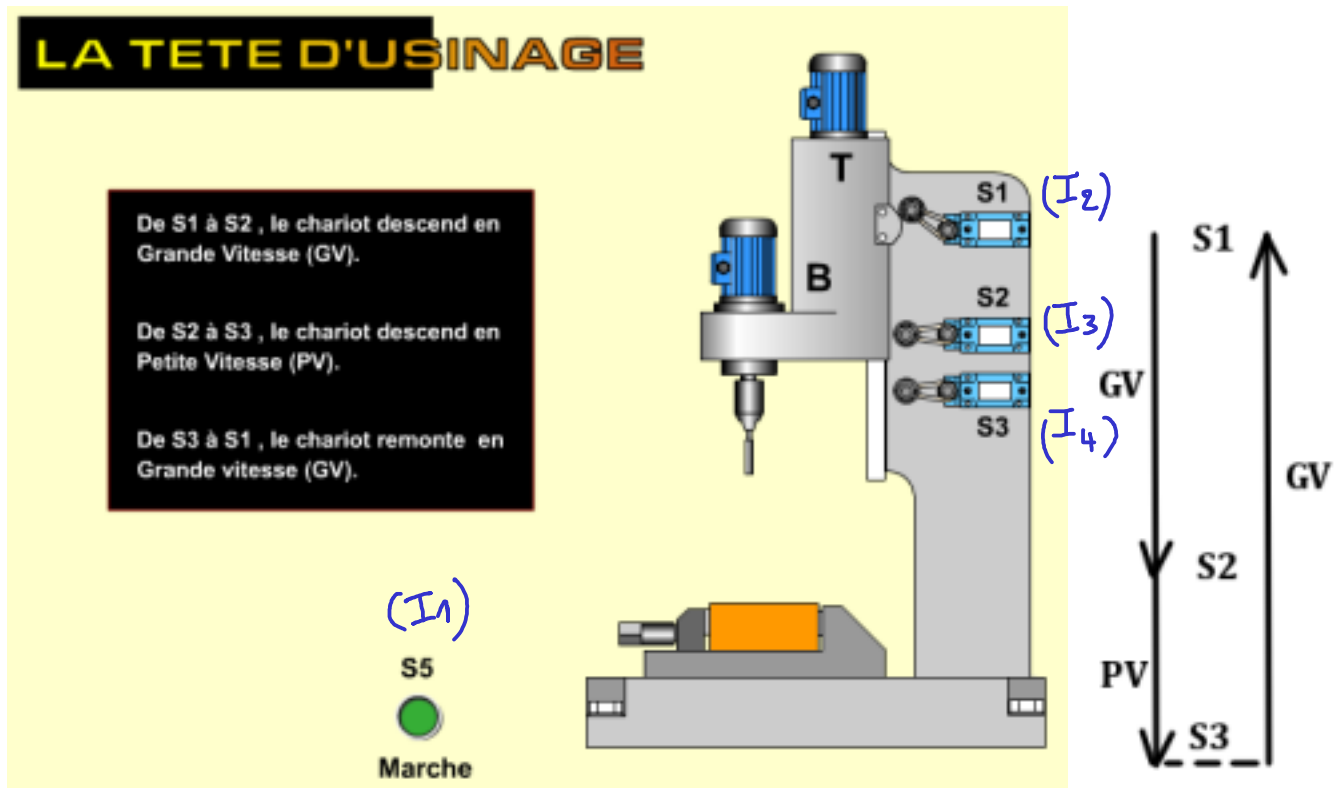 LA TETE D'USINAGE
De S1 à S2 , le chariot descend en
Grande Vitesse (GV).
De S2 à S3 , le chariot descend en
Petite Vitesse (PV).
De S3 à S1 , le chariot remonte en
Grande vitesse (GV).
T
B
S1
(I2)
S2
(I3)
S3
(I4)
(I1)
S5
Marche
S1
GV
S2
GV
PV
S3